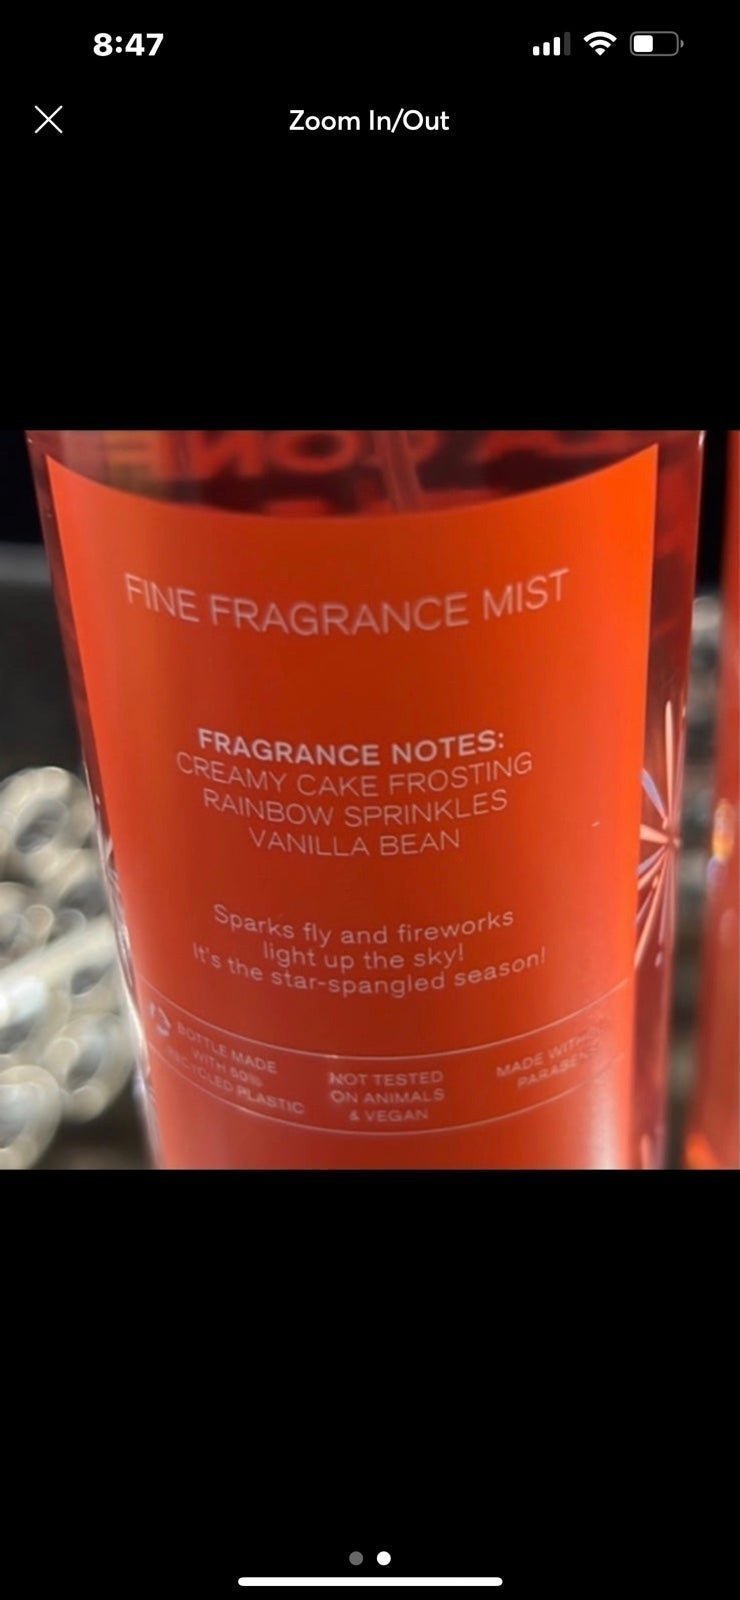 8:47
Zoom In/Out
FINE FRAGRANCE MIST
FRAGRANCE NOTES:
CREAMY CAKE FROSTING
RAINBOW SPRINKLES
VANILLA BEAN
Sparks fly and fireworks
light up the sky!
It's the star-spangled season!
BOTTLE MADE
WITH 50%
RECYCLED PLASTIC
NOT TESTED
ON ANIMALS
& VEGAN
MADE